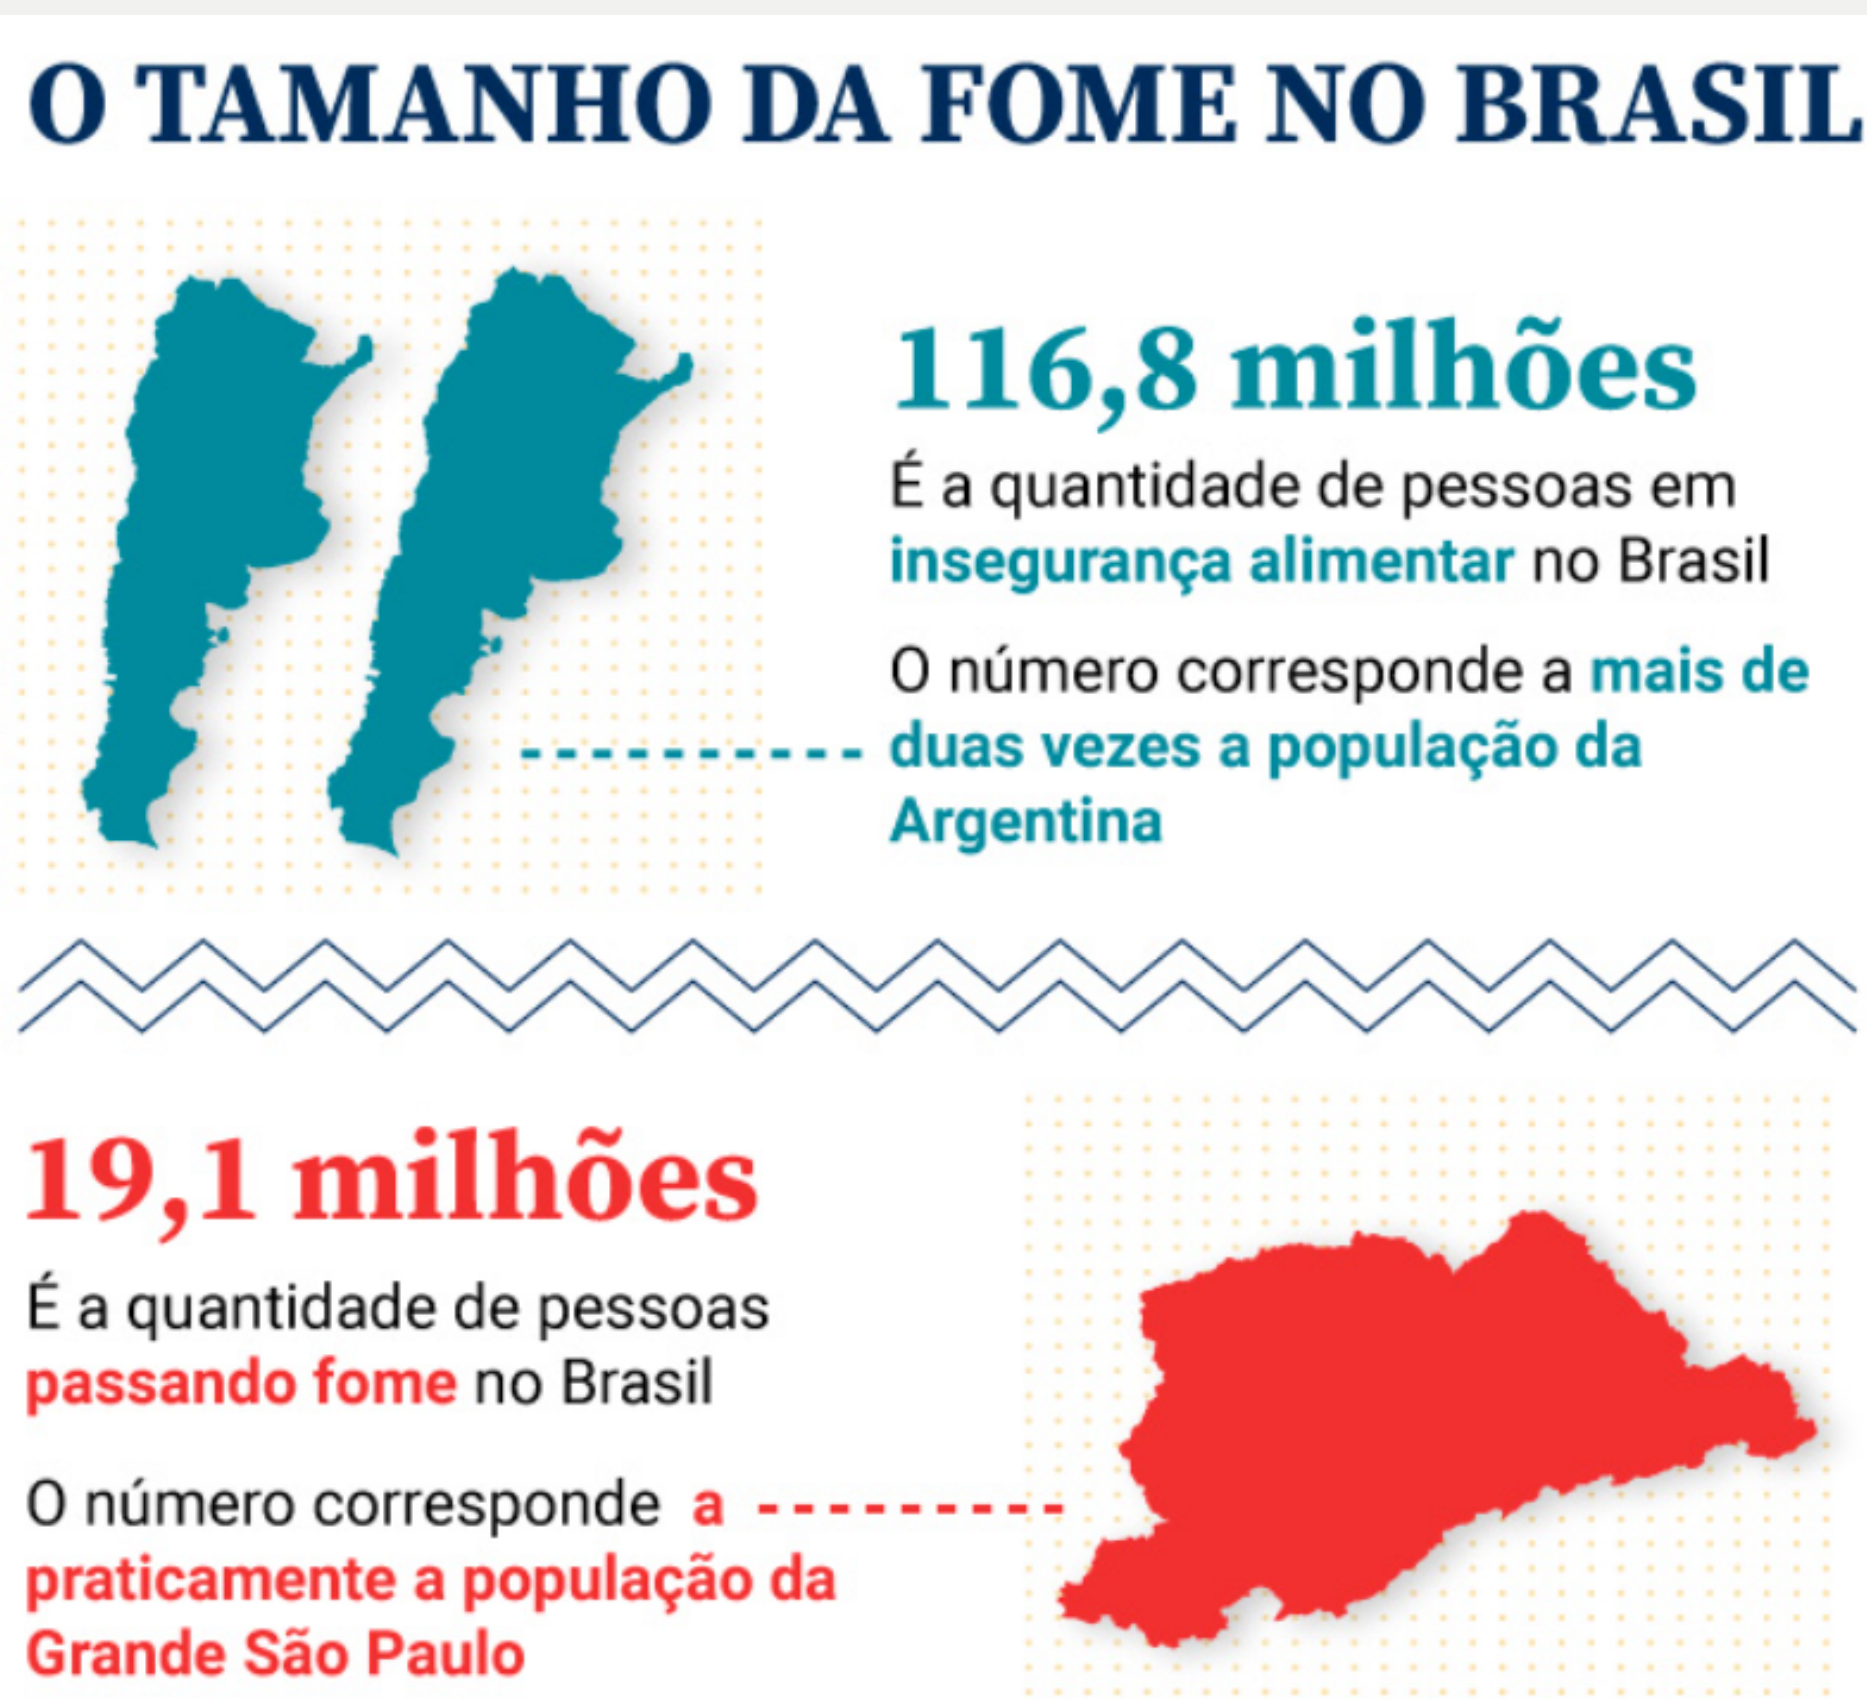 O TAMANHO DA FOME NO BRASIL
116,8 milhões
É a quantidade de pessoas em
insegurança alimentar no Brasil
O número corresponde a mais de
duas vezes a população da
Argentina
19,1 milhões
É a quantidade de pessoas
passando fome no Brasil
O número corresponde a
praticamente a população da
Grande São Paulo